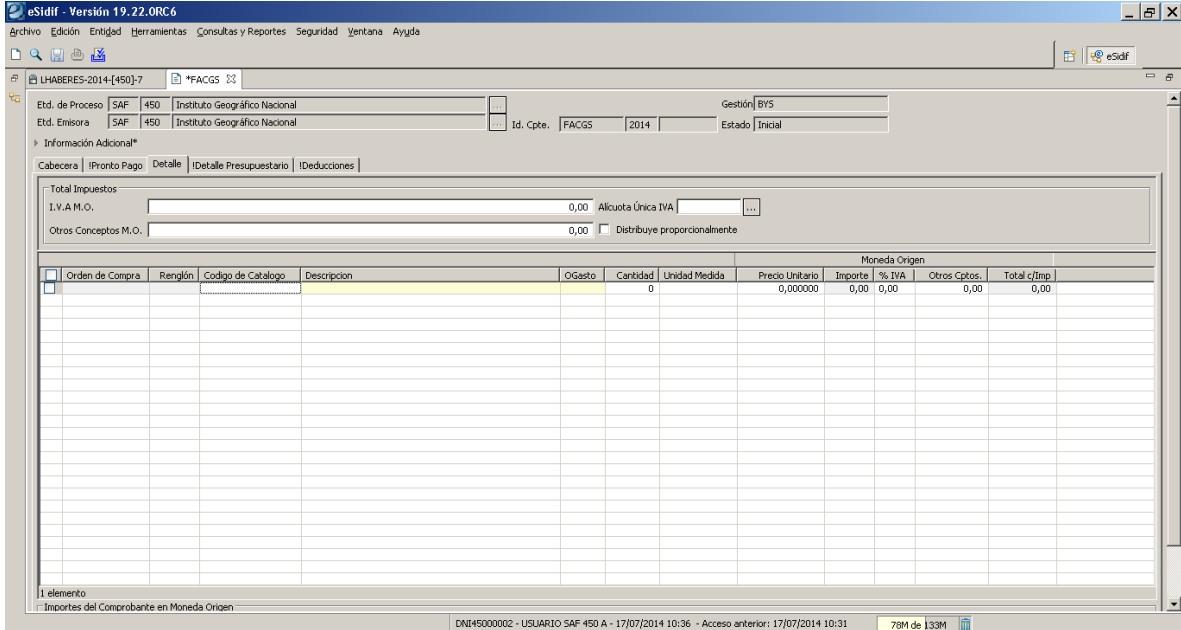 eSidif - Versión 19.22.0RC6
Archivo Edición Entidad Herramientas Consultas y Reportes Seguridad Ventana Ayuda
eSidif
LHABERES-2014-[450]-7 *FACGS
Etd. de Proceso SAF 450 Instituto Geográfico Nacional ... Gestión BYS
Etd. Emisora SAF 450 Instituto Geográfico Nacional ... Id. Cpte. FACGS 2014 Estado Inicial
Información Adicional*
Cabecera !Pronto Pago Detalle !Detalle Presupuestario !Deducciones
Total Impuestos
I.V.A M.O. 0,00 Alícuota Única IVA ...
Otros Conceptos M.O. 0,00 Distribuye proporcionalmente
Moneda Origen
Orden de Compra Renglón Codigo de Catalogo Descripcion OGasto Cantidad Unidad Medida Precio Unitario Importe % IVA Otros Cptos. Total c/Imp
0 0,000000 0,00 0,00 0,00 0,00
1 elemento
Importes del Comprobante en Moneda Origen
DNI45000002 - USUARIO SAF 450 A - 17/07/2014 10:36 - Acceso anterior: 17/07/2014 10:31 78M de 133M